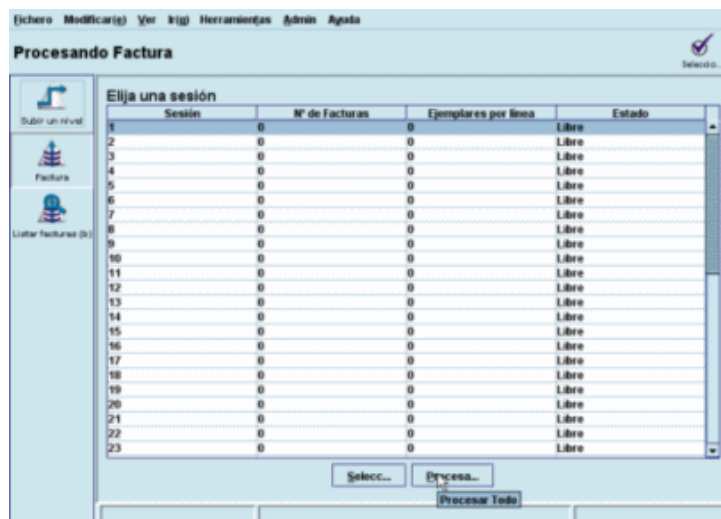 Fichero Modificar(e) Ver Ir(g) Herramientas Admin Ayuda
Procesando Factura
Selecció...
Subir un nivel
Factura
Listar facturas (b)
Elija una sesión
Sesión Nº de Facturas Ejemplares por línea Estado
1 0 0 Libre
2 0 0 Libre
3 0 0 Libre
4 0 0 Libre
5 0 0 Libre
6 0 0 Libre
7 0 0 Libre
8 0 0 Libre
9 0 0 Libre
10 0 0 Libre
11 0 0 Libre
12 0 0 Libre
13 0 0 Libre
14 0 0 Libre
15 0 0 Libre
16 0 0 Libre
17 0 0 Libre
18 0 0 Libre
19 0 0 Libre
20 0 0 Libre
21 0 0 Libre
22 0 0 Libre
23 0 0 Libre
Selecc... Procesa...
Procesar Todo